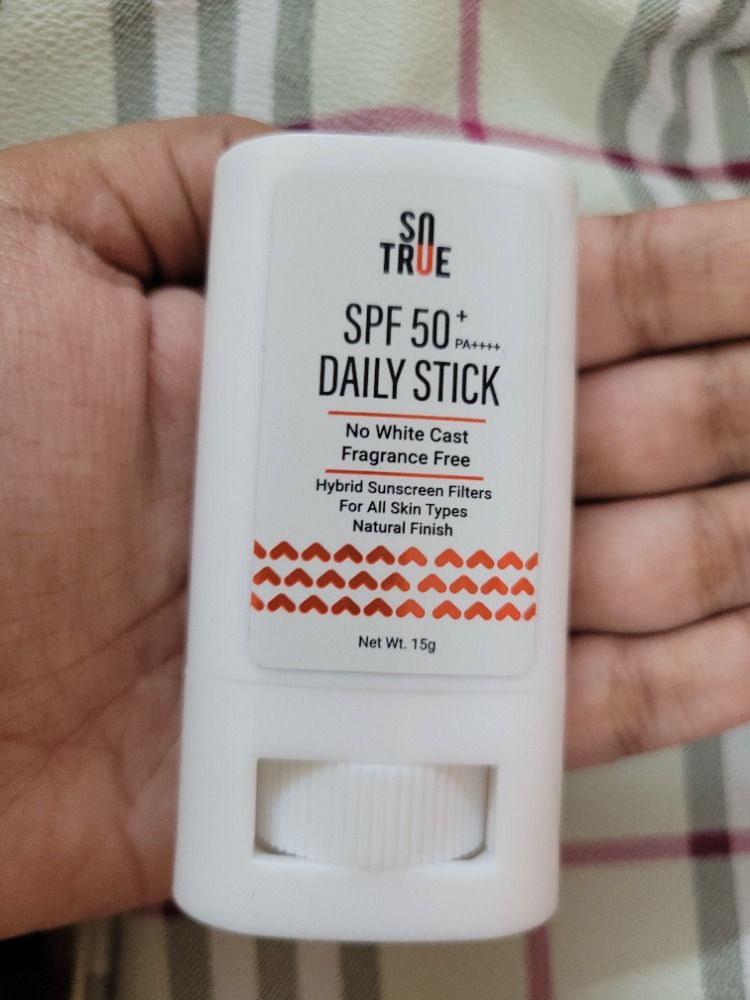 SO
TRUE
SPF 50+
PA++++
DAILY STICK
No White Cast
Fragrance Free
Hybrid Sunscreen Filters
For All Skin Types
Natural Finish
Net Wt. 15g